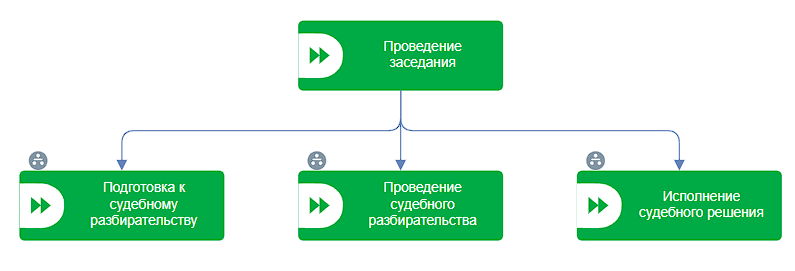 Проведение
заседания
Подготовка к
судебному
разбирательству
Проведение
судебного
разбирательства
Исполнение
судебного решения